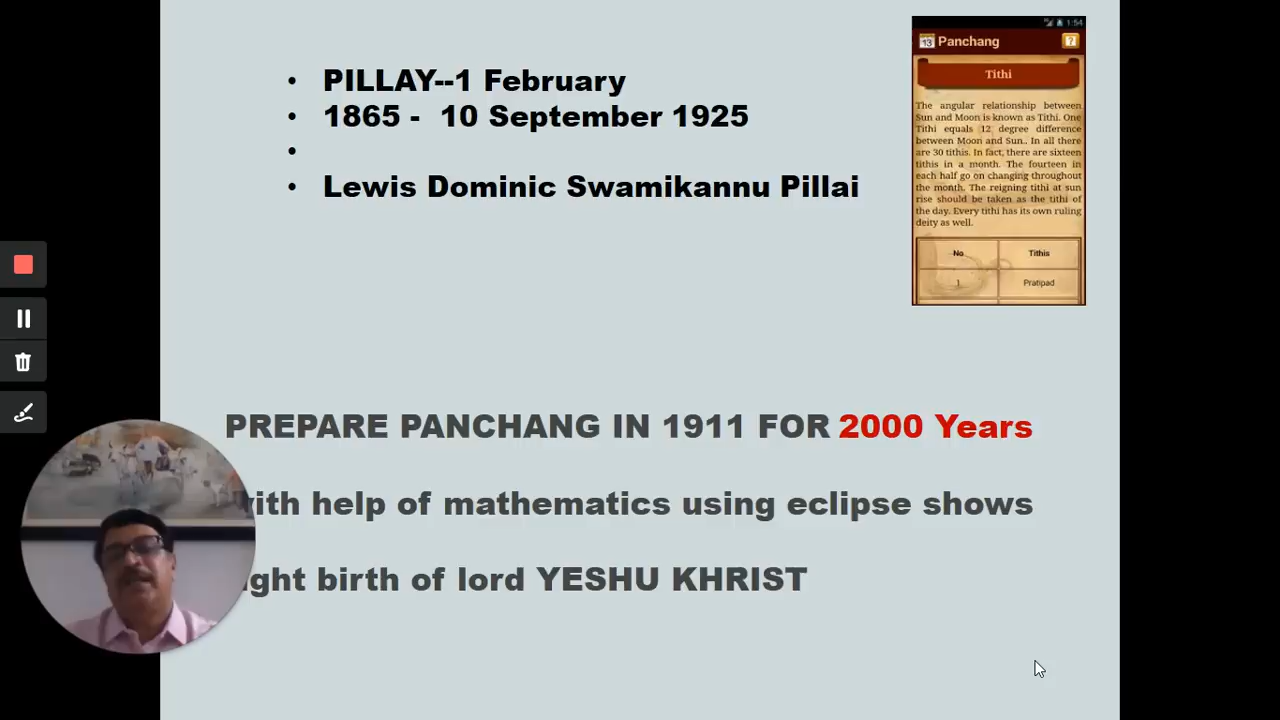 PILLAY--1 February
1865 - 10 September 1925
Lewis Dominic Swamikannu Pillai
1:54
13
Panchang
?
Tithi
The angular relationship between
Sun and Moon is known as Tithi. One
Tithi equals 12 degree difference
between Moon and Sun.. In all there
are 30 tithis. In fact, there are sixteen
tithis in a month. The fourteen in
each half go on changing throughout
the month. The reigning tithi at sun
rise should be taken as the tithi of
the day. Every tithi has its own ruling
deity as well.
No Tithis
1 Pratipad
PREPARE PANCHANG IN 1911 FOR 2000 Years
with help of mathematics using eclipse shows
ight birth of lord YESHU KHRIST